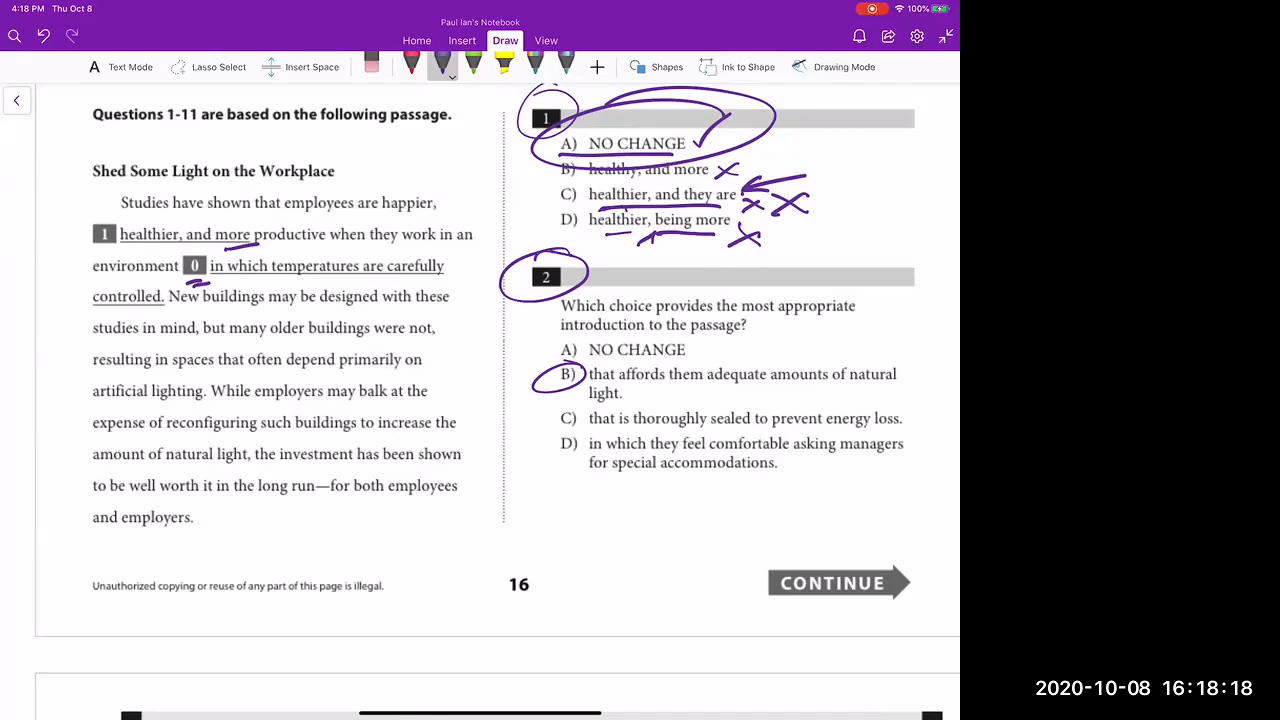 4:18 PM Thu Oct 8
100%
Paul Ian's Notebook
Home Insert Draw View
A Text Mode Lasso Select Insert Space Shapes Ink to Shape Drawing Mode
Questions 1-11 are based on the following passage.
Shed Some Light on the Workplace
Studies have shown that employees are happier,
1 healthier, and more productive when they work in an
environment 0 in which temperatures are carefully
controlled. New buildings may be designed with these
studies in mind, but many older buildings were not,
resulting in spaces that often depend primarily on
artificial lighting. While employers may balk at the
expense of reconfiguring such buildings to increase the
amount of natural light, the investment has been shown
to be well worth it in the long run—for both employees
and employers.
1
A) NO CHANGE
B) healthy, and more
C) healthier, and they are
D) healthier, being more
2
Which choice provides the most appropriate
introduction to the passage?
A) NO CHANGE
B) that affords them adequate amounts of natural
light.
C) that is thoroughly sealed to prevent energy loss.
D) in which they feel comfortable asking managers
for special accommodations.
Unauthorized copying or reuse of any part of this page is illegal.
16
CONTINUE
2020-10-08 16:18:18